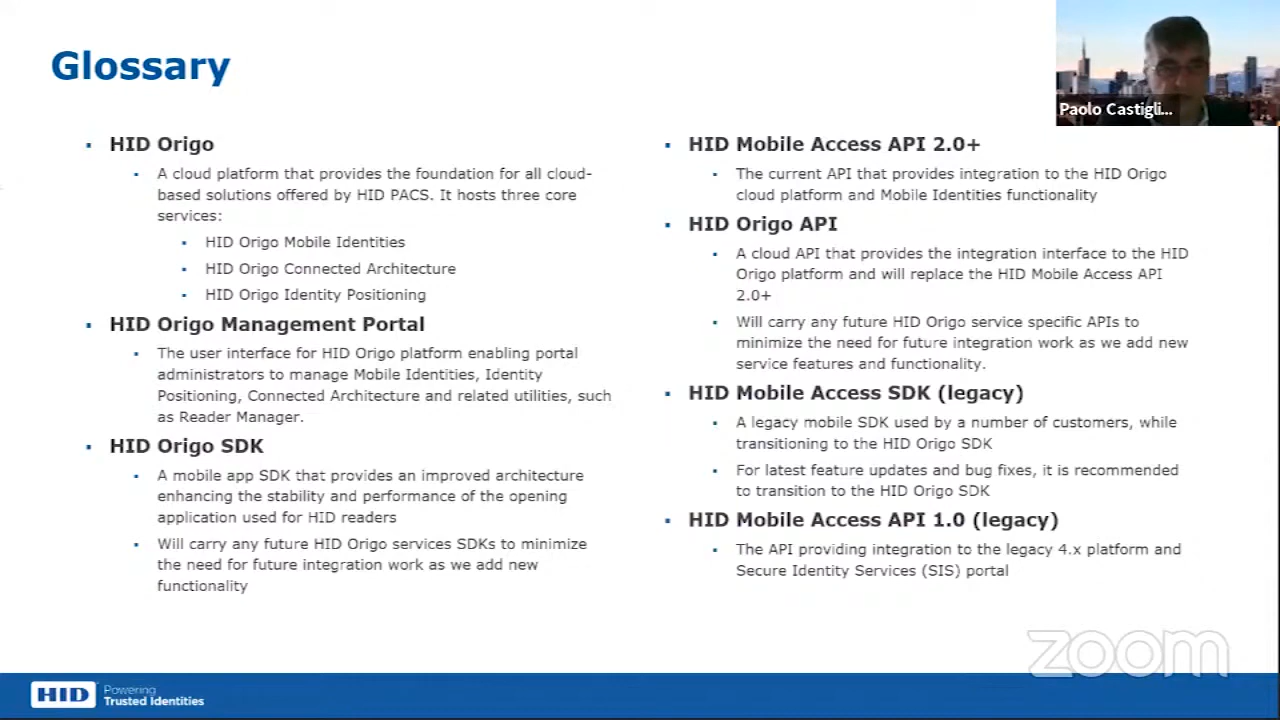 Glossary
Paolo Castigli...
HID Origo
A cloud platform that provides the foundation for all cloud-
based solutions offered by HID PACS. It hosts three core
services:
HID Origo Mobile Identities
HID Origo Connected Architecture
HID Origo Identity Positioning
HID Origo Management Portal
The user interface for HID Origo platform enabling portal
administrators to manage Mobile Identities, Identity
Positioning, Connected Architecture and related utilities, such
as Reader Manager.
HID Origo SDK
A mobile app SDK that provides an improved architecture
enhancing the stability and performance of the opening
application used for HID readers
Will carry any future HID Origo services SDKs to minimize
the need for future integration work as we add new
functionality
HID Mobile Access API 2.0+
The current API that provides integration to the HID Origo
cloud platform and Mobile Identities functionality
HID Origo API
A cloud API that provides the integration interface to the HID
Origo platform and will replace the HID Mobile Access API
2.0+
Will carry any future HID Origo service specific APIs to
minimize the need for future integration work as we add new
service features and functionality.
HID Mobile Access SDK (legacy)
A legacy mobile SDK used by a number of customers, while
transitioning to the HID Origo SDK
For latest feature updates and bug fixes, it is recommended
to transition to the HID Origo SDK
HID Mobile Access API 1.0 (legacy)
The API providing integration to the legacy 4.x platform and
Secure Identity Services (SIS) portal
zoom
HID
Powering
Trusted Identities